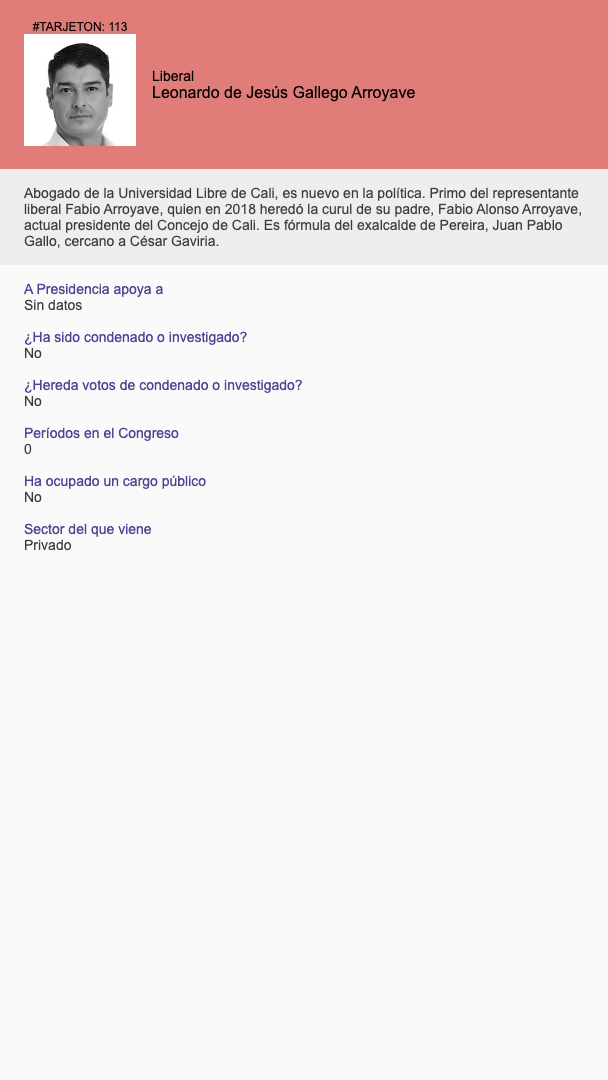 #TARJETON: 113
Liberal
Leonardo de Jesús Gallego Arroyave
Abogado de la Universidad Libre de Cali, es nuevo en la política. Primo del representante
liberal Fabio Arroyave, quien en 2018 heredó la curul de su padre, Fabio Alonso Arroyave,
actual presidente del Concejo de Cali. Es fórmula del exalcalde de Pereira, Juan Pablo
Gallo, cercano a César Gaviria.
A Presidencia apoya a
Sin datos
¿Ha sido condenado o investigado?
No
¿Hereda votos de condenado o investigado?
No
Períodos en el Congreso
0
Ha ocupado un cargo público
No
Sector del que viene
Privado